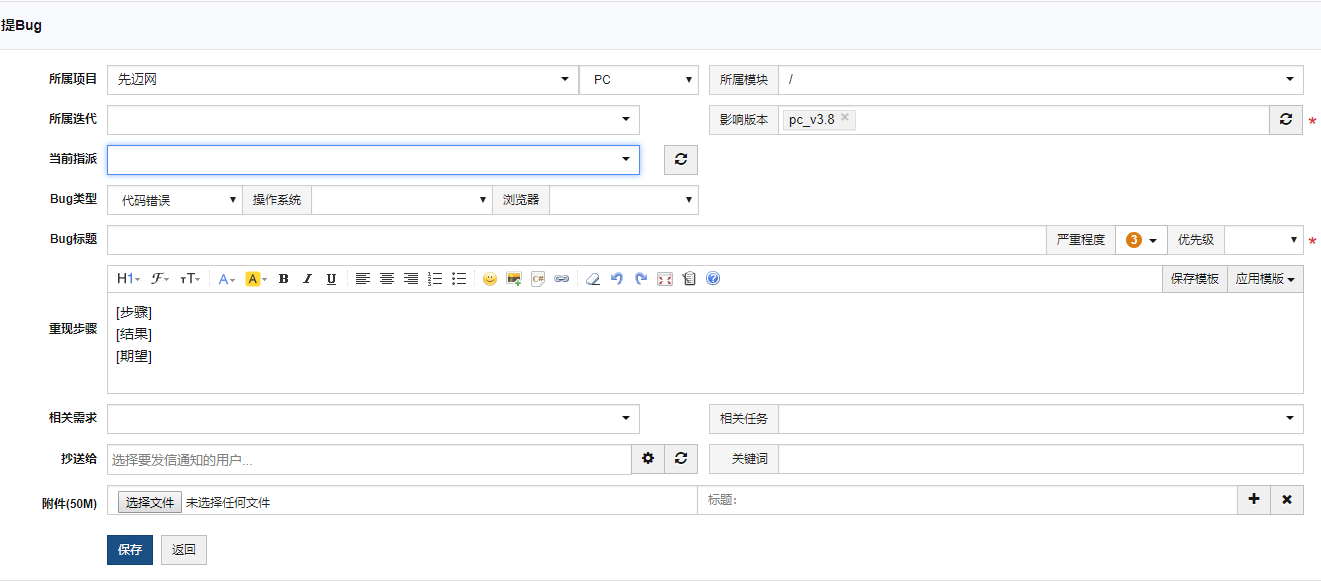 提Bug
所属项目 先迈网 PC 所属模块 /
所属迭代 影响版本 pc_v3.8 × *
当前指派
Bug类型 代码错误 操作系统 浏览器
Bug标题 严重程度 3 优先级 *
H1 F TT A A B I U C# ? 保存模板 应用模版
重现步骤
[步骤]
[结果]
[期望]
相关需求 相关任务
抄送给 选择要发信通知的用户... 关键词
附件(50M) 选择文件 未选择任何文件 标题:
保存 返回